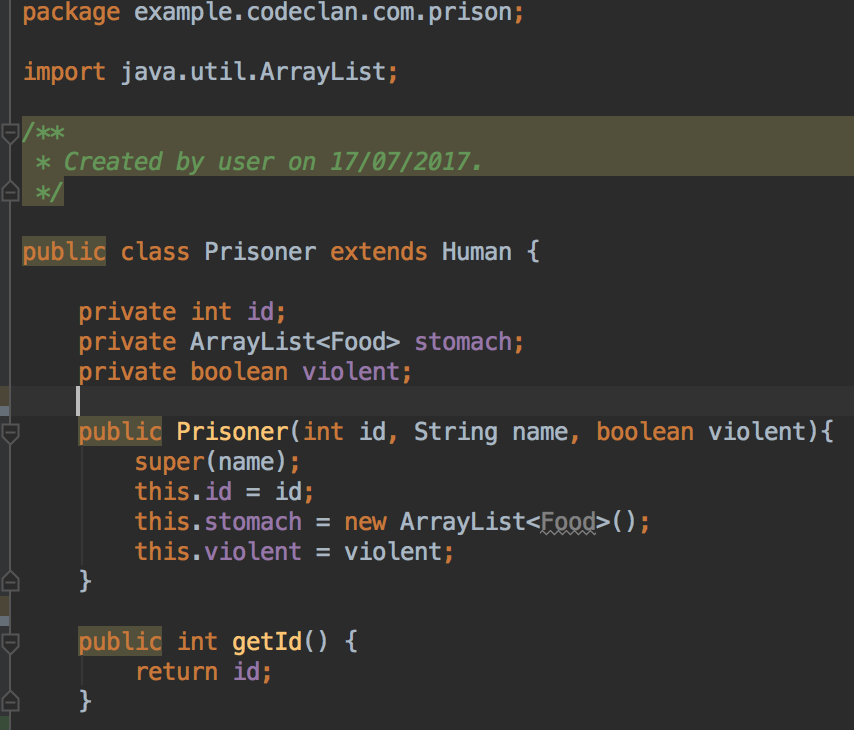 package example.codeclan.com.prison;
import java.util.ArrayList;
/**
* Created by user on 17/07/2017.
*/
public class Prisoner extends Human {
private int id;
private ArrayList<Food> stomach;
private boolean violent;
public Prisoner(int id, String name, boolean violent){
super(name);
this.id = id;
this.stomach = new ArrayList<Food>();
this.violent = violent;
}
public int getId() {
return id;
}